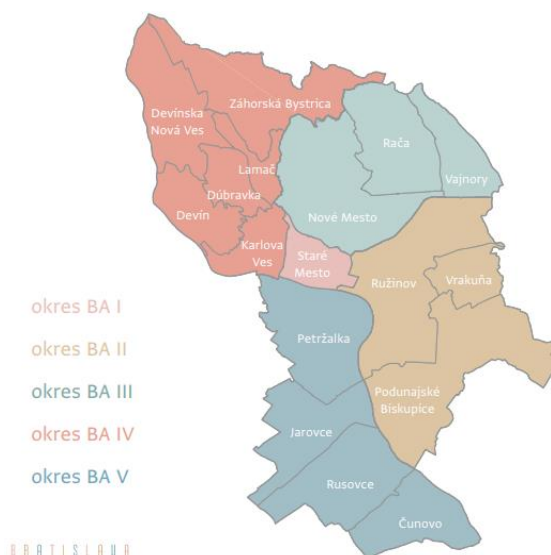 Devínska
Nová Ves
Záhorská Bystrica
Rača
Vajnory
Lamač
Dúbravka
Devín
Nové Mesto
Karlova
Ves
Staré
Mesto
Ružinov
Vrakuňa
Petržalka
Podunajské
Biskupice
Jarovce
Rusovce
Čunovo
okres BA I
okres BA II
okres BA III
okres BA IV
okres BA V
BRATISLAVA